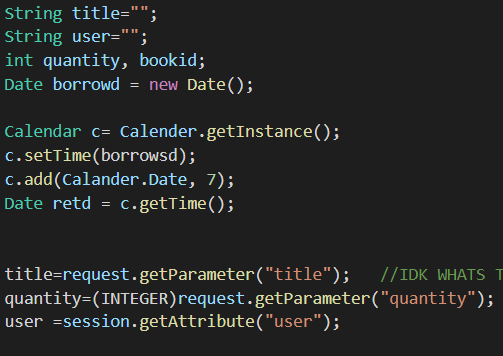 String title="";
String user="";
int quantity, bookid;
Date borrowd = new Date();
Calendar c= Calender.getInstance();
c.setTime(borrowsd);
c.add(Calander.Date, 7);
Date retd = c.getTime();
title=request.getParameter("title"); //IDK WHATS T
quantity=(INTEGER)request.getParameter("quantity");
user =session.getAttribute("user");